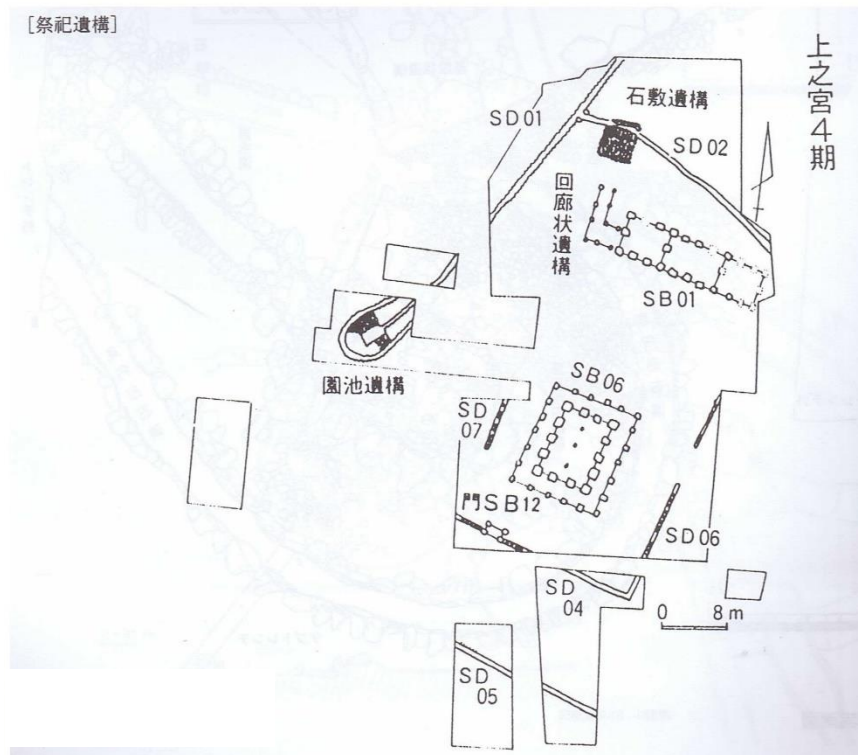 [祭祀遺構]
上之宮4期
石敷遺構
SD01
SD02
回廊状遺構
SB01
園池遺構
SB06
SD
07
門SB12
SD06
SD
04
0 8m
SD
05